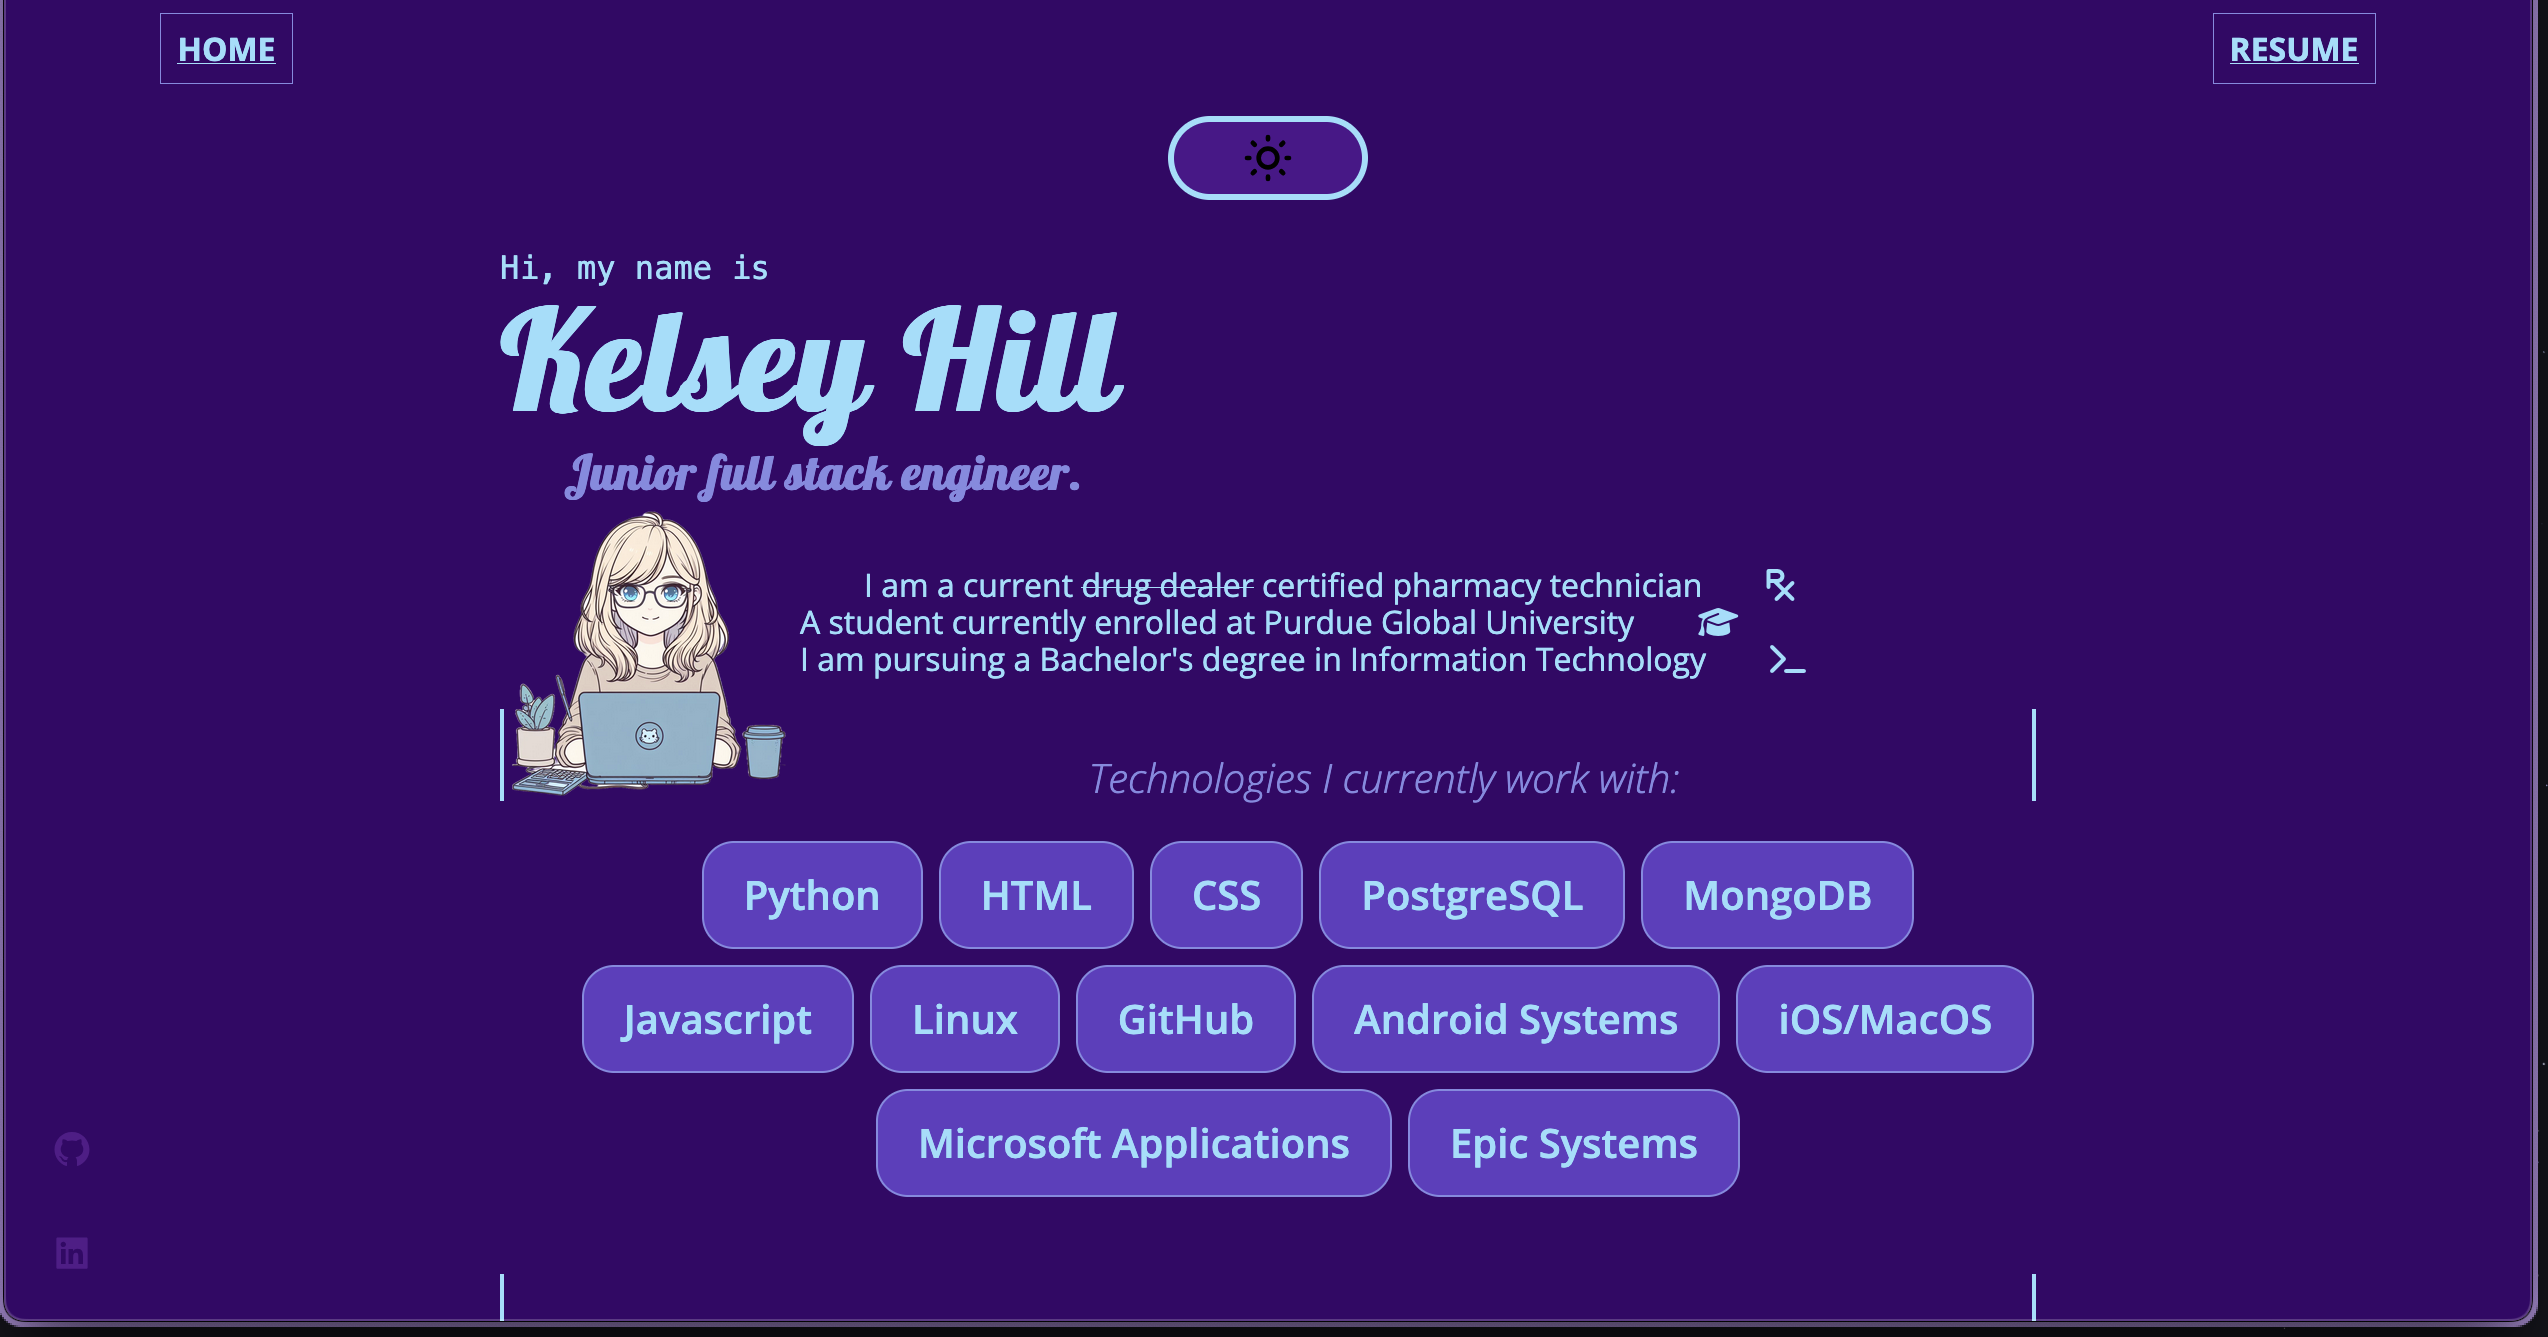 HOME
RESUME
Hi, my name is
Kelsey Hill
Junior full stack engineer.
I am a current drug dealer certified pharmacy technician
A student currently enrolled at Purdue Global University
I am pursuing a Bachelor's degree in Information Technology
Technologies I currently work with:
Python HTML CSS PostgreSQL MongoDB
Javascript Linux GitHub Android Systems iOS/MacOS
Microsoft Applications Epic Systems